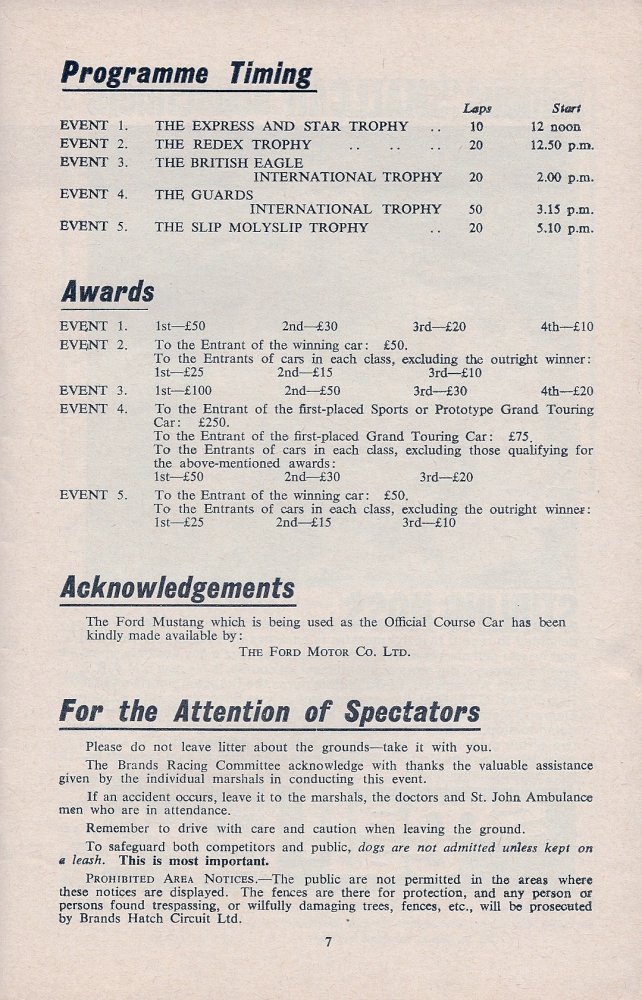 Programme Timing
Laps Start
EVENT 1. THE EXPRESS AND STAR TROPHY .. 10 12 noon
EVENT 2. THE REDEX TROPHY .. .. .. 20 12.50 p.m.
EVENT 3. THE BRITISH EAGLE
INTERNATIONAL TROPHY 20 2.00 p.m.
EVENT 4. THE GUARDS
INTERNATIONAL TROPHY 50 3.15 p.m.
EVENT 5. THE SLIP MOLYSLIP TROPHY .. 20 5.10 p.m.
Awards
EVENT 1. 1st—£50 2nd—£30 3rd—£20 4th—£10
EVENT 2. To the Entrant of the winning car: £50.
To the Entrants of cars in each class, excluding the outright winner:
1st—£25 2nd—£15 3rd—£10
EVENT 3. 1st—£100 2nd—£50 3rd—£30 4th—£20
EVENT 4. To the Entrant of the first-placed Sports or Prototype Grand Touring
Car: £250.
To the Entrant of the first-placed Grand Touring Car: £75.
To the Entrants of cars in each class, excluding those qualifying for
the above-mentioned awards:
1st—£50 2nd—£30 3rd—£20
EVENT 5. To the Entrant of the winning car: £50.
To the Entrants of cars in each class, excluding the outright winner:
1st—£25 2nd—£15 3rd—£10
Acknowledgements
The Ford Mustang which is being used as the Official Course Car has been
kindly made available by:
THE FORD MOTOR CO. LTD.
For the Attention of Spectators
Please do not leave litter about the grounds—take it with you.
The Brands Racing Committee acknowledge with thanks the valuable assistance
given by the individual marshals in conducting this event.
If an accident occurs, leave it to the marshals, the doctors and St. John Ambulance
men who are in attendance.
Remember to drive with care and caution when leaving the ground.
To safeguard both competitors and public, dogs are not admitted unless kept on
a leash. This is most important.
PROHIBITED AREA NOTICES.—The public are not permitted in the areas where
these notices are displayed. The fences are there for protection, and any person or
persons found trespassing, or wilfully damaging trees, fences, etc., will be prosecuted
by Brands Hatch Circuit Ltd.
7